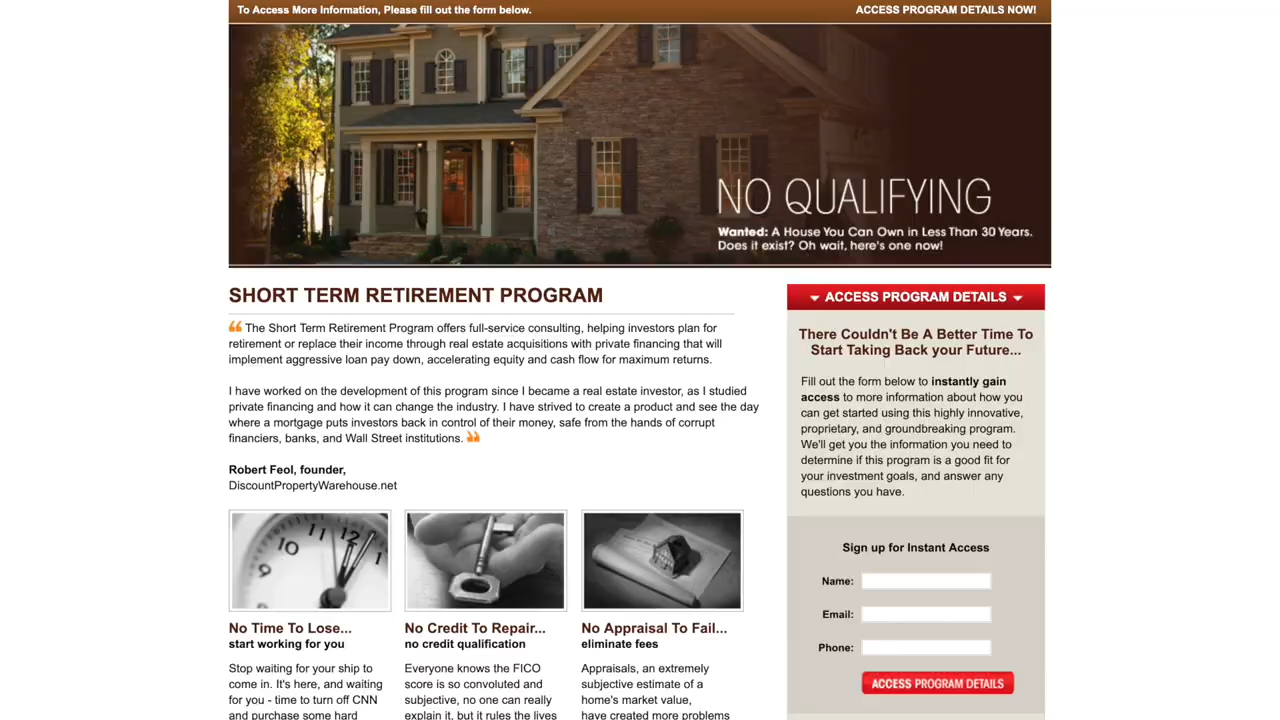 To Access More Information, Please fill out the form below.
ACCESS PROGRAM DETAILS NOW!
NO QUALIFYING
Wanted: A House You Can Own in Less Than 30 Years.
Does it exist? Oh wait, here's one now!
SHORT TERM RETIREMENT PROGRAM
“ The Short Term Retirement Program offers full-service consulting, helping investors plan for
retirement or replace their income through real estate acquisitions with private financing that will
implement aggressive loan pay down, accelerating equity and cash flow for maximum returns.
I have worked on the development of this program since I became a real estate investor, as I studied
private financing and how it can change the industry. I have strived to create a product and see the day
where a mortgage puts investors back in control of their money, safe from the hands of corrupt
financiers, banks, and Wall Street institutions. ”
Robert Feol, founder,
DiscountPropertyWarehouse.net
9 10 11 12 1
No Time To Lose...
start working for you
Stop waiting for your ship to
come in. It's here, and waiting
for you - time to turn off CNN
and purchase some hard
No Credit To Repair...
no credit qualification
Everyone knows the FICO
score is so convoluted and
subjective, no one can really
explain it, but it rules the lives
No Appraisal To Fail...
eliminate fees
Appraisals, an extremely
subjective estimate of a
home's market value,
have created more problems
ACCESS PROGRAM DETAILS
There Couldn't Be A Better Time To
Start Taking Back your Future...
Fill out the form below to instantly gain
access to more information about how you
can get started using this highly innovative,
proprietary, and groundbreaking program.
We'll get you the information you need to
determine if this program is a good fit for
your investment goals, and answer any
questions you have.
Sign up for Instant Access
Name:
Email:
Phone:
ACCESS PROGRAM DETAILS